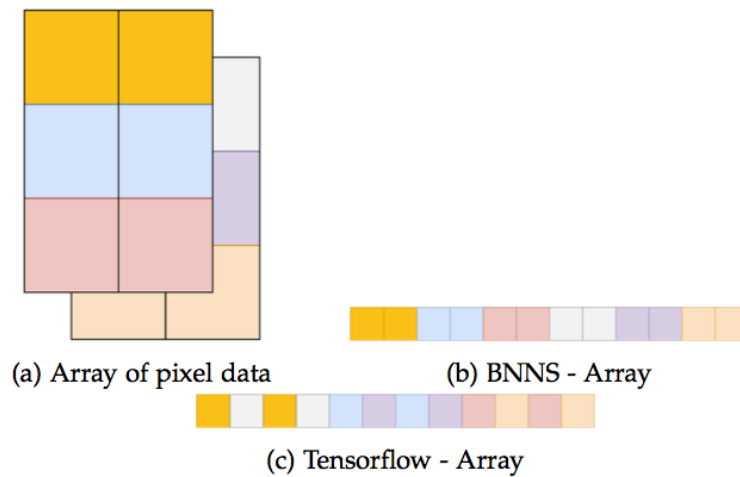 (a) Array of pixel data
(b) BNNS - Array
(c) Tensorflow - Array